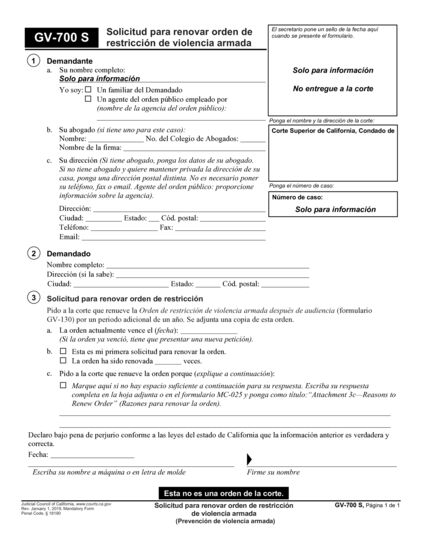 GV-700 S
Solicitud para renovar orden de
restricción de violencia armada
El secretario pone un sello de la fecha aquí
cuando se presente el formulario.
Solo para información
No entregue a la corte
Ponga el nombre y la dirección de la corte:
Corte Superior de California, Condado de
Ponga el número de caso:
Número de caso:
Solo para información
1 Demandante
a. Su nombre completo:
Solo para información
Yo soy: ☐ Un familiar del Demandado
☐ Un agente del orden público empleado por
(nombre de la agencia del orden público):
b. Su abogado (si tiene uno para este caso):
Nombre: No. del Colegio de Abogados:
Nombre de la firma:
c. Su dirección (Si tiene abogado, ponga los datos de su abogado.
Si no tiene abogado y quiere mantener privada la dirección de su
casa, ponga una dirección postal distinta. No es necesario poner
su teléfono, fax o email. Agente del orden público: proporcione
información sobre la agencia).
Dirección:
Ciudad: Estado: Cód. postal:
Teléfono: Fax:
Email:
2 Demandado
Nombre completo:
Dirección (si la sabe):
Ciudad: Estado: Cód. postal:
3 Solicitud para renovar orden de restricción
Pido a la corte que renueve la Orden de restricción de violencia armada después de audiencia (formulario
GV-130) por un periodo adicional de un año. Se adjunta una copia de esta orden.
a. La orden actualmente vence el (fecha):
(Si la orden ya venció, tiene que presentar una nueva petición).
b. ☐ Esta es mi primera solicitud para renovar la orden.
☐ La orden ha sido renovada veces.
c. Pido a la corte que renueve la orden porque (explique a continuación):
☐ Marque aquí si no hay espacio suficiente a continuación para su respuesta. Escriba su respuesta
completa en la hoja adjunta o en el formulario MC-025 y ponga como título:“Attachment 3c—Reasons to
Renew Order” (Razones para renovar la orden).
Declaro bajo pena de perjurio conforme a las leyes del estado de California que la información anterior es verdadera y
correcta.
Fecha:
Escriba su nombre a máquina o en letra de molde Firme su nombre
Esta no es una orden de la corte.
Judicial Council of California, www.courts.ca.gov
Rev. January 1, 2019, Mandatory Form
Penal Code, § 18190
Solicitud para renovar orden de restricción
de violencia armada
(Prevención de violencia armada)
GV-700 S, Página 1 de 1